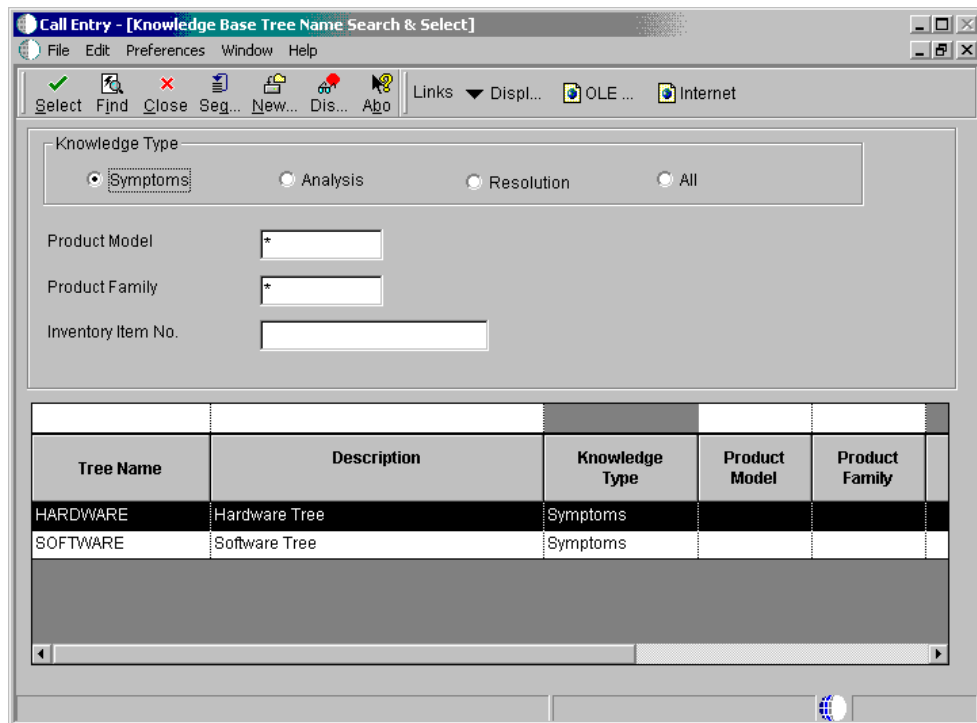 Call Entry - [Knowledge Base Tree Name Search & Select]
File Edit Preferences Window Help
Select Find Close Seq... New... Dis... Abo Links Displ... OLE ... Internet
Knowledge Type
Symptoms Analysis Resolution All
Product Model *
Product Family *
Inventory Item No.
Tree Name Description Knowledge Type Product Model Product Family
HARDWARE Hardware Tree Symptoms
SOFTWARE Software Tree Symptoms